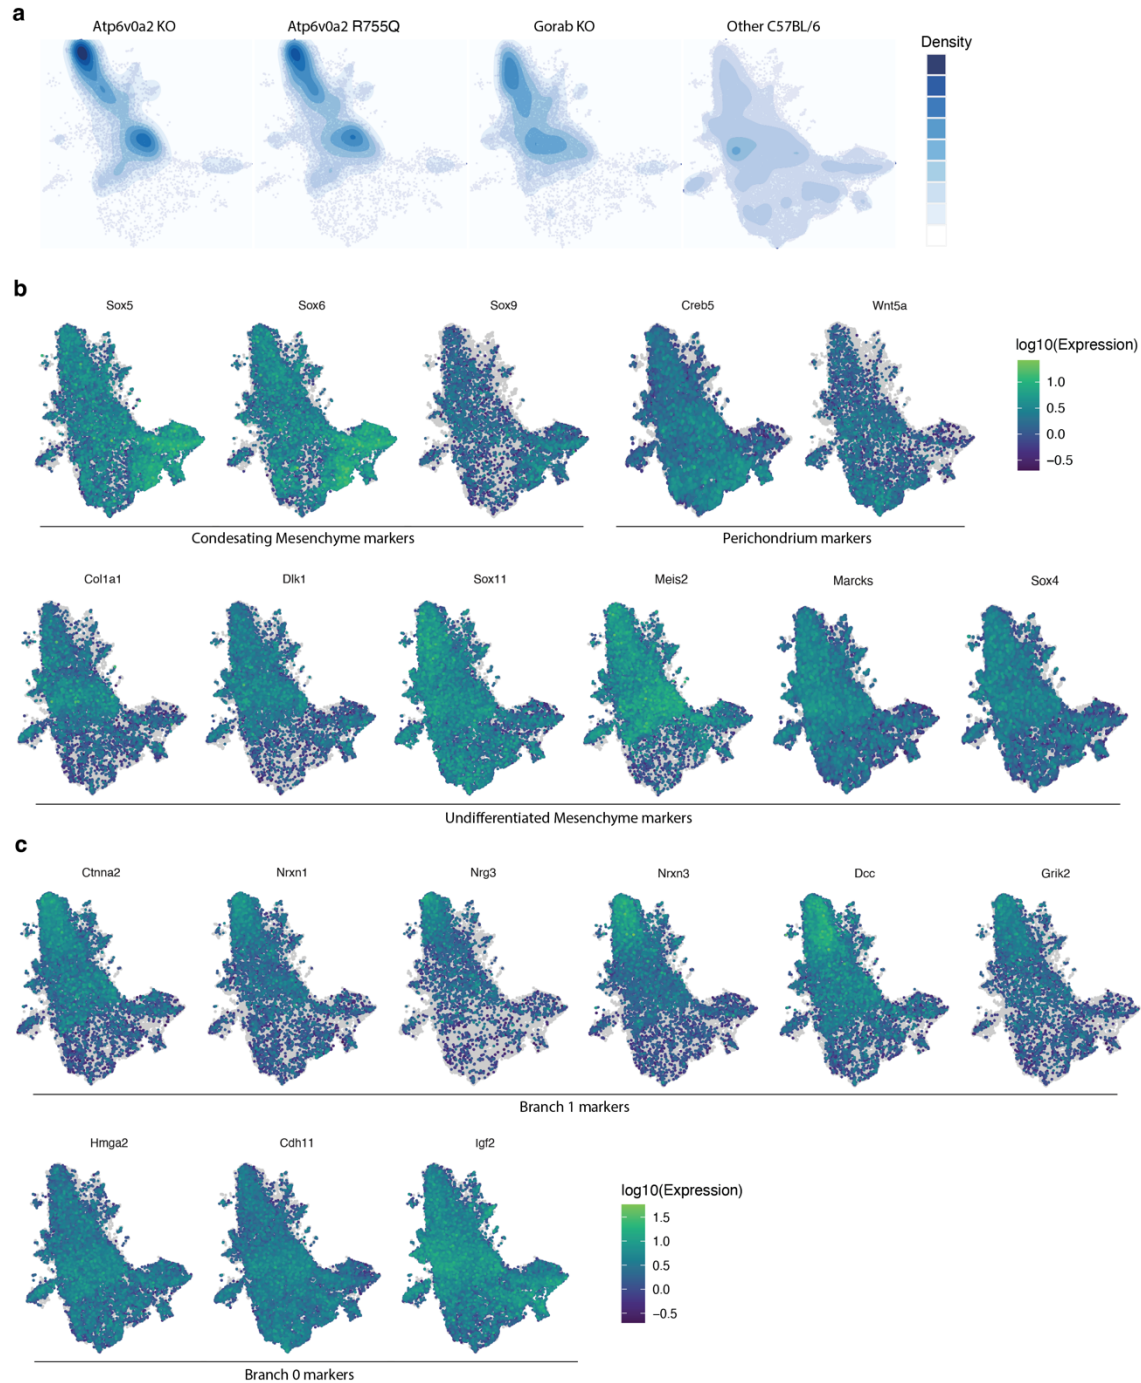 a
Atp6v0a2 KO
Atp6v0a2 R755Q
Gorab KO
Other C57BL/6
Density
b
Sox5
Sox6
Sox9
Creb5
Wnt5a
log10(Expression)
1.0
0.5
0.0
−0.5
Condesating Mesenchyme markers
Perichondrium markers
Col1a1
Dlk1
Sox11
Meis2
Marcks
Sox4
Undifferentiated Mesenchyme markers
c
Ctnna2
Nrxn1
Nrg3
Nrxn3
Dcc
Grik2
Branch 1 markers
Hmga2
Cdh11
Igf2
log10(Expression)
1.5
1.0
0.5
0.0
−0.5
Branch 0 markers